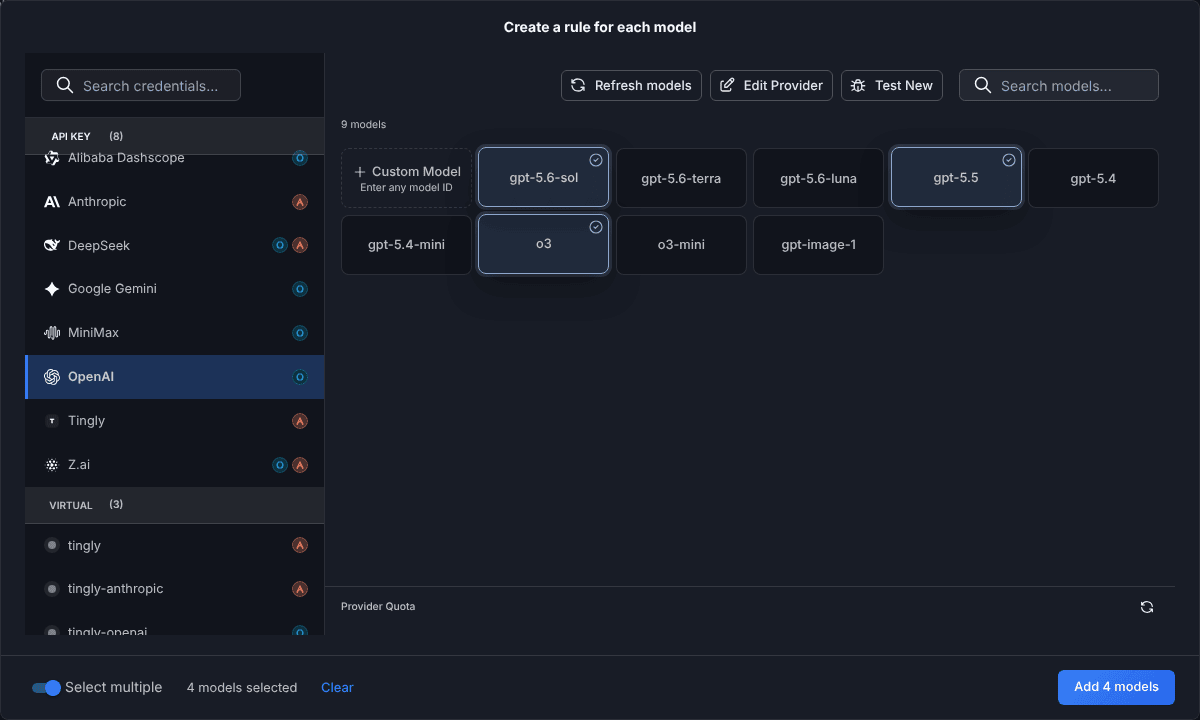 Create a rule for each model
Search credentials...
Refresh models
Edit Provider
Test New
Search models...
API KEY (8)
Alibaba Dashscope O
Anthropic A
DeepSeek O A
Google Gemini O
MiniMax O
OpenAI O
T Tingly A
Z.ai O A
VIRTUAL (3)
tingly A
tingly-anthropic A
tingly-openai O
9 models
+ Custom Model
Enter any model ID
gpt-5.6-sol
gpt-5.6-terra
gpt-5.6-luna
gpt-5.5
gpt-5.4
gpt-5.4-mini
o3
o3-mini
gpt-image-1
Provider Quota
Select multiple
4 models selected
Clear
Add 4 models